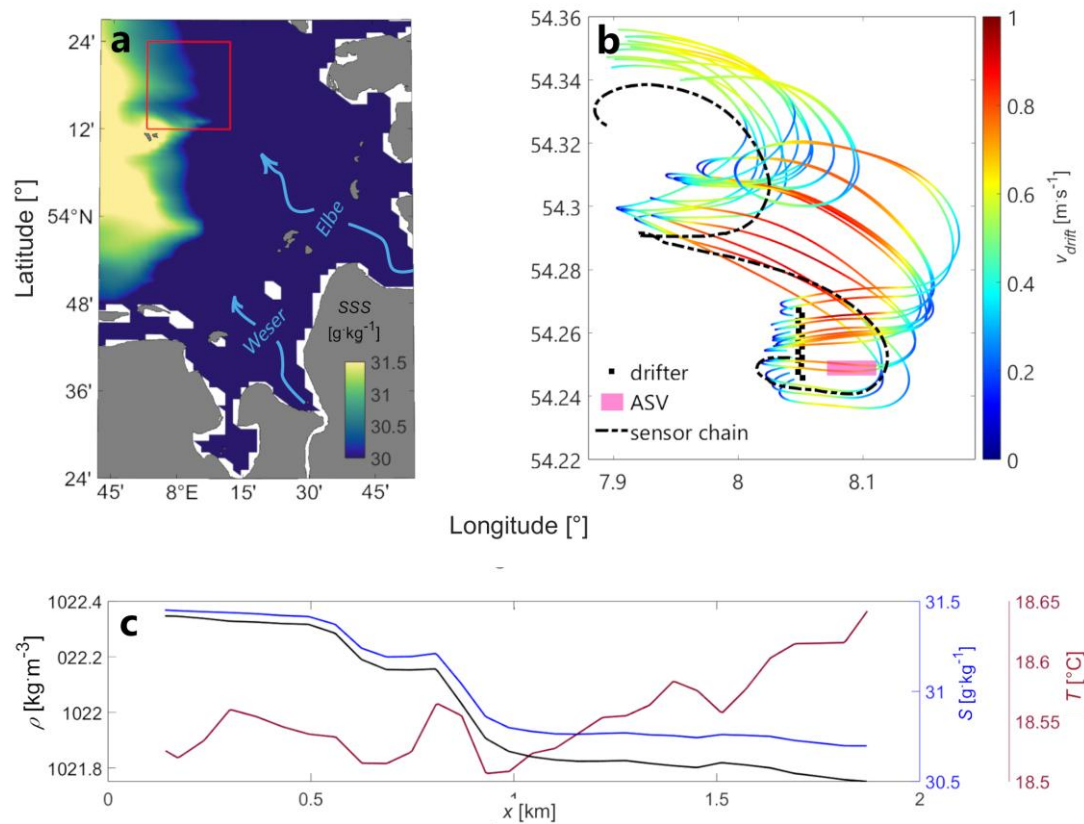 a
24'
12'
54°N
48'
36'
24'
45'
8°E
15'
30'
45'
Latitude [°]
Elbe
Weser
SSS
[g·kg⁻¹]
31.5
31
30.5
30
b
54.36
54.34
54.32
54.3
54.28
54.26
54.24
54.22
7.9
8
8.1
drifter
ASV
sensor chain
1
0.8
0.6
0.4
0.2
0
v_drift [m·s⁻¹]
Longitude [°]
c
1022.4
022.2
1022
1021.8
ρ [kg·m⁻³]
0
0.5
1
1.5
2
x [km]
31.5
31
30.5
S [g·kg⁻¹]
18.65
18.6
18.55
18.5
T [°C]